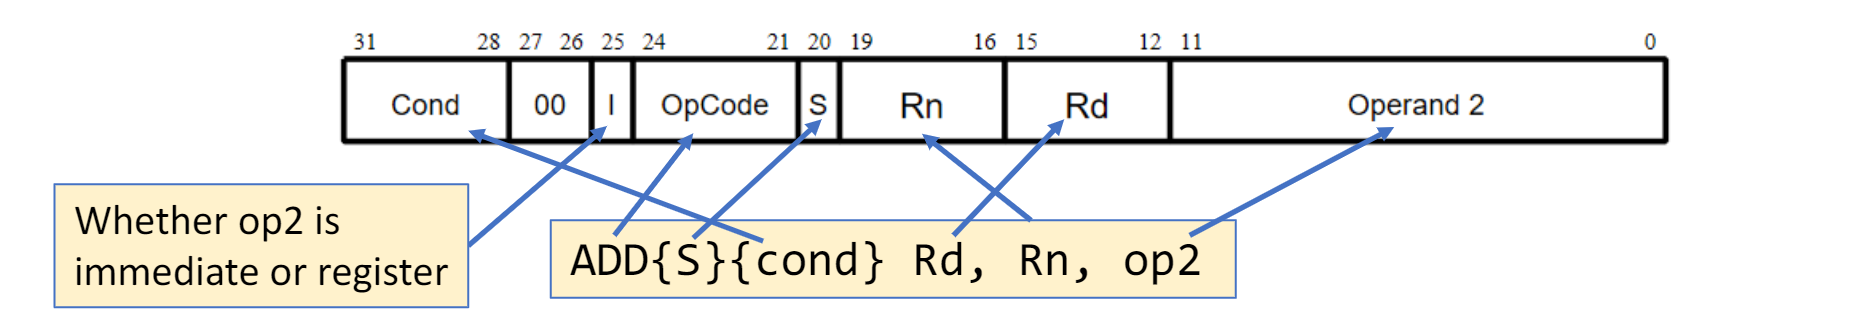 31 28 27 26 25 24 21 20 19 16 15 12 11 0
Cond 00 I OpCode S Rn Rd Operand 2
Whether op2 is
immediate or register
ADD{S}{cond} Rd, Rn, op2